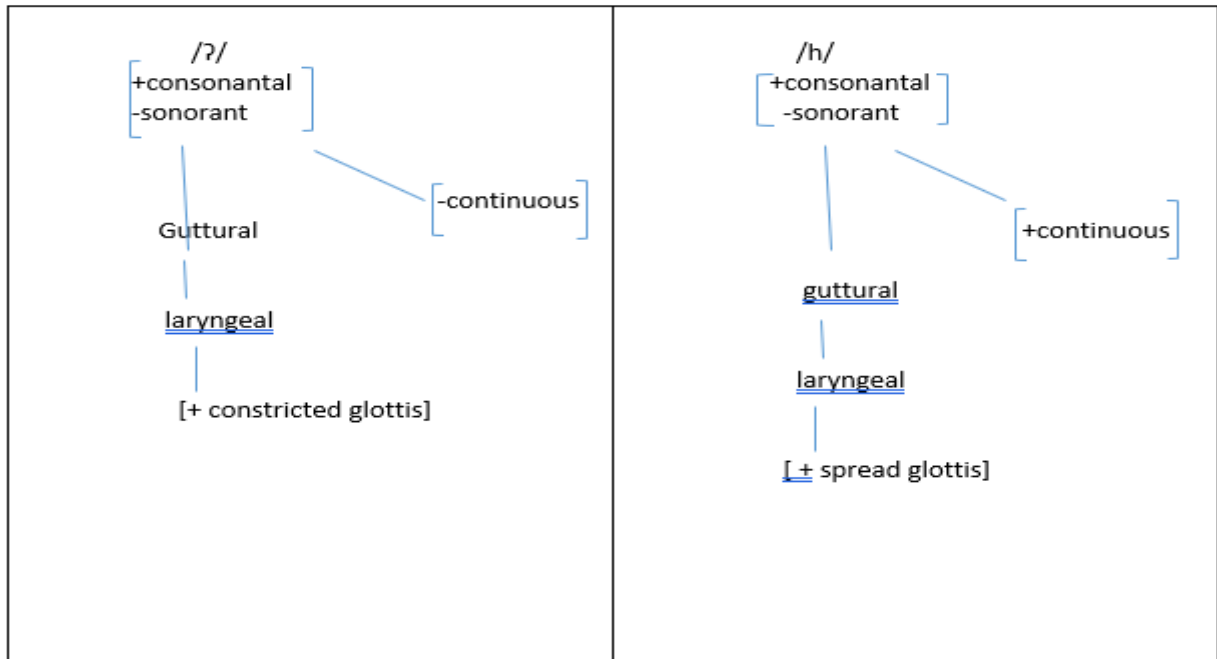 /ʔ/
+consonantal
-sonorant
-continuous
Guttural
laryngeal
[+ constricted glottis]
/h/
+consonantal
-sonorant
+continuous
guttural
laryngeal
[ + spread glottis]